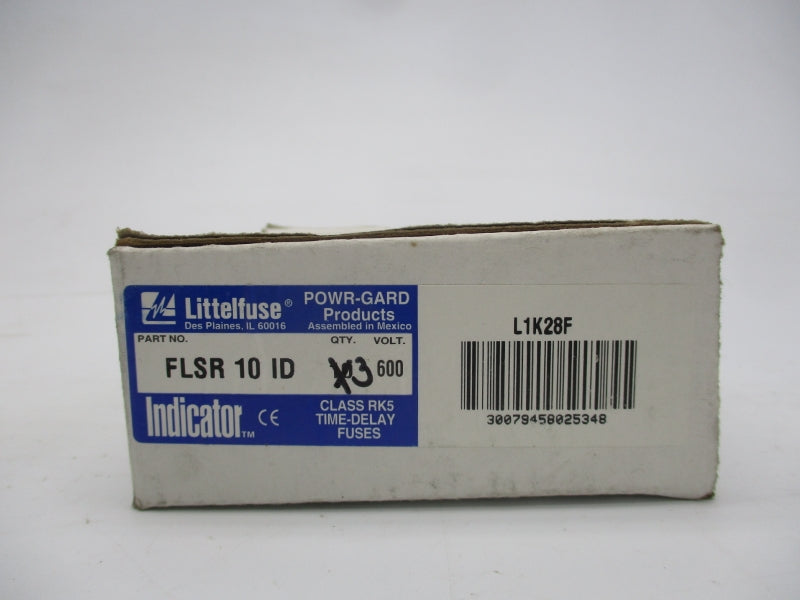 Littelfuse®
Des Plaines, IL 60016
POWR-GARD
Products
Assembled in Mexico
PART NO. QTY. VOLT.
FLSR 10 ID 3 600
Indicator™ CE
CLASS RK5
TIME-DELAY
FUSES
L1K28F
30079458025348